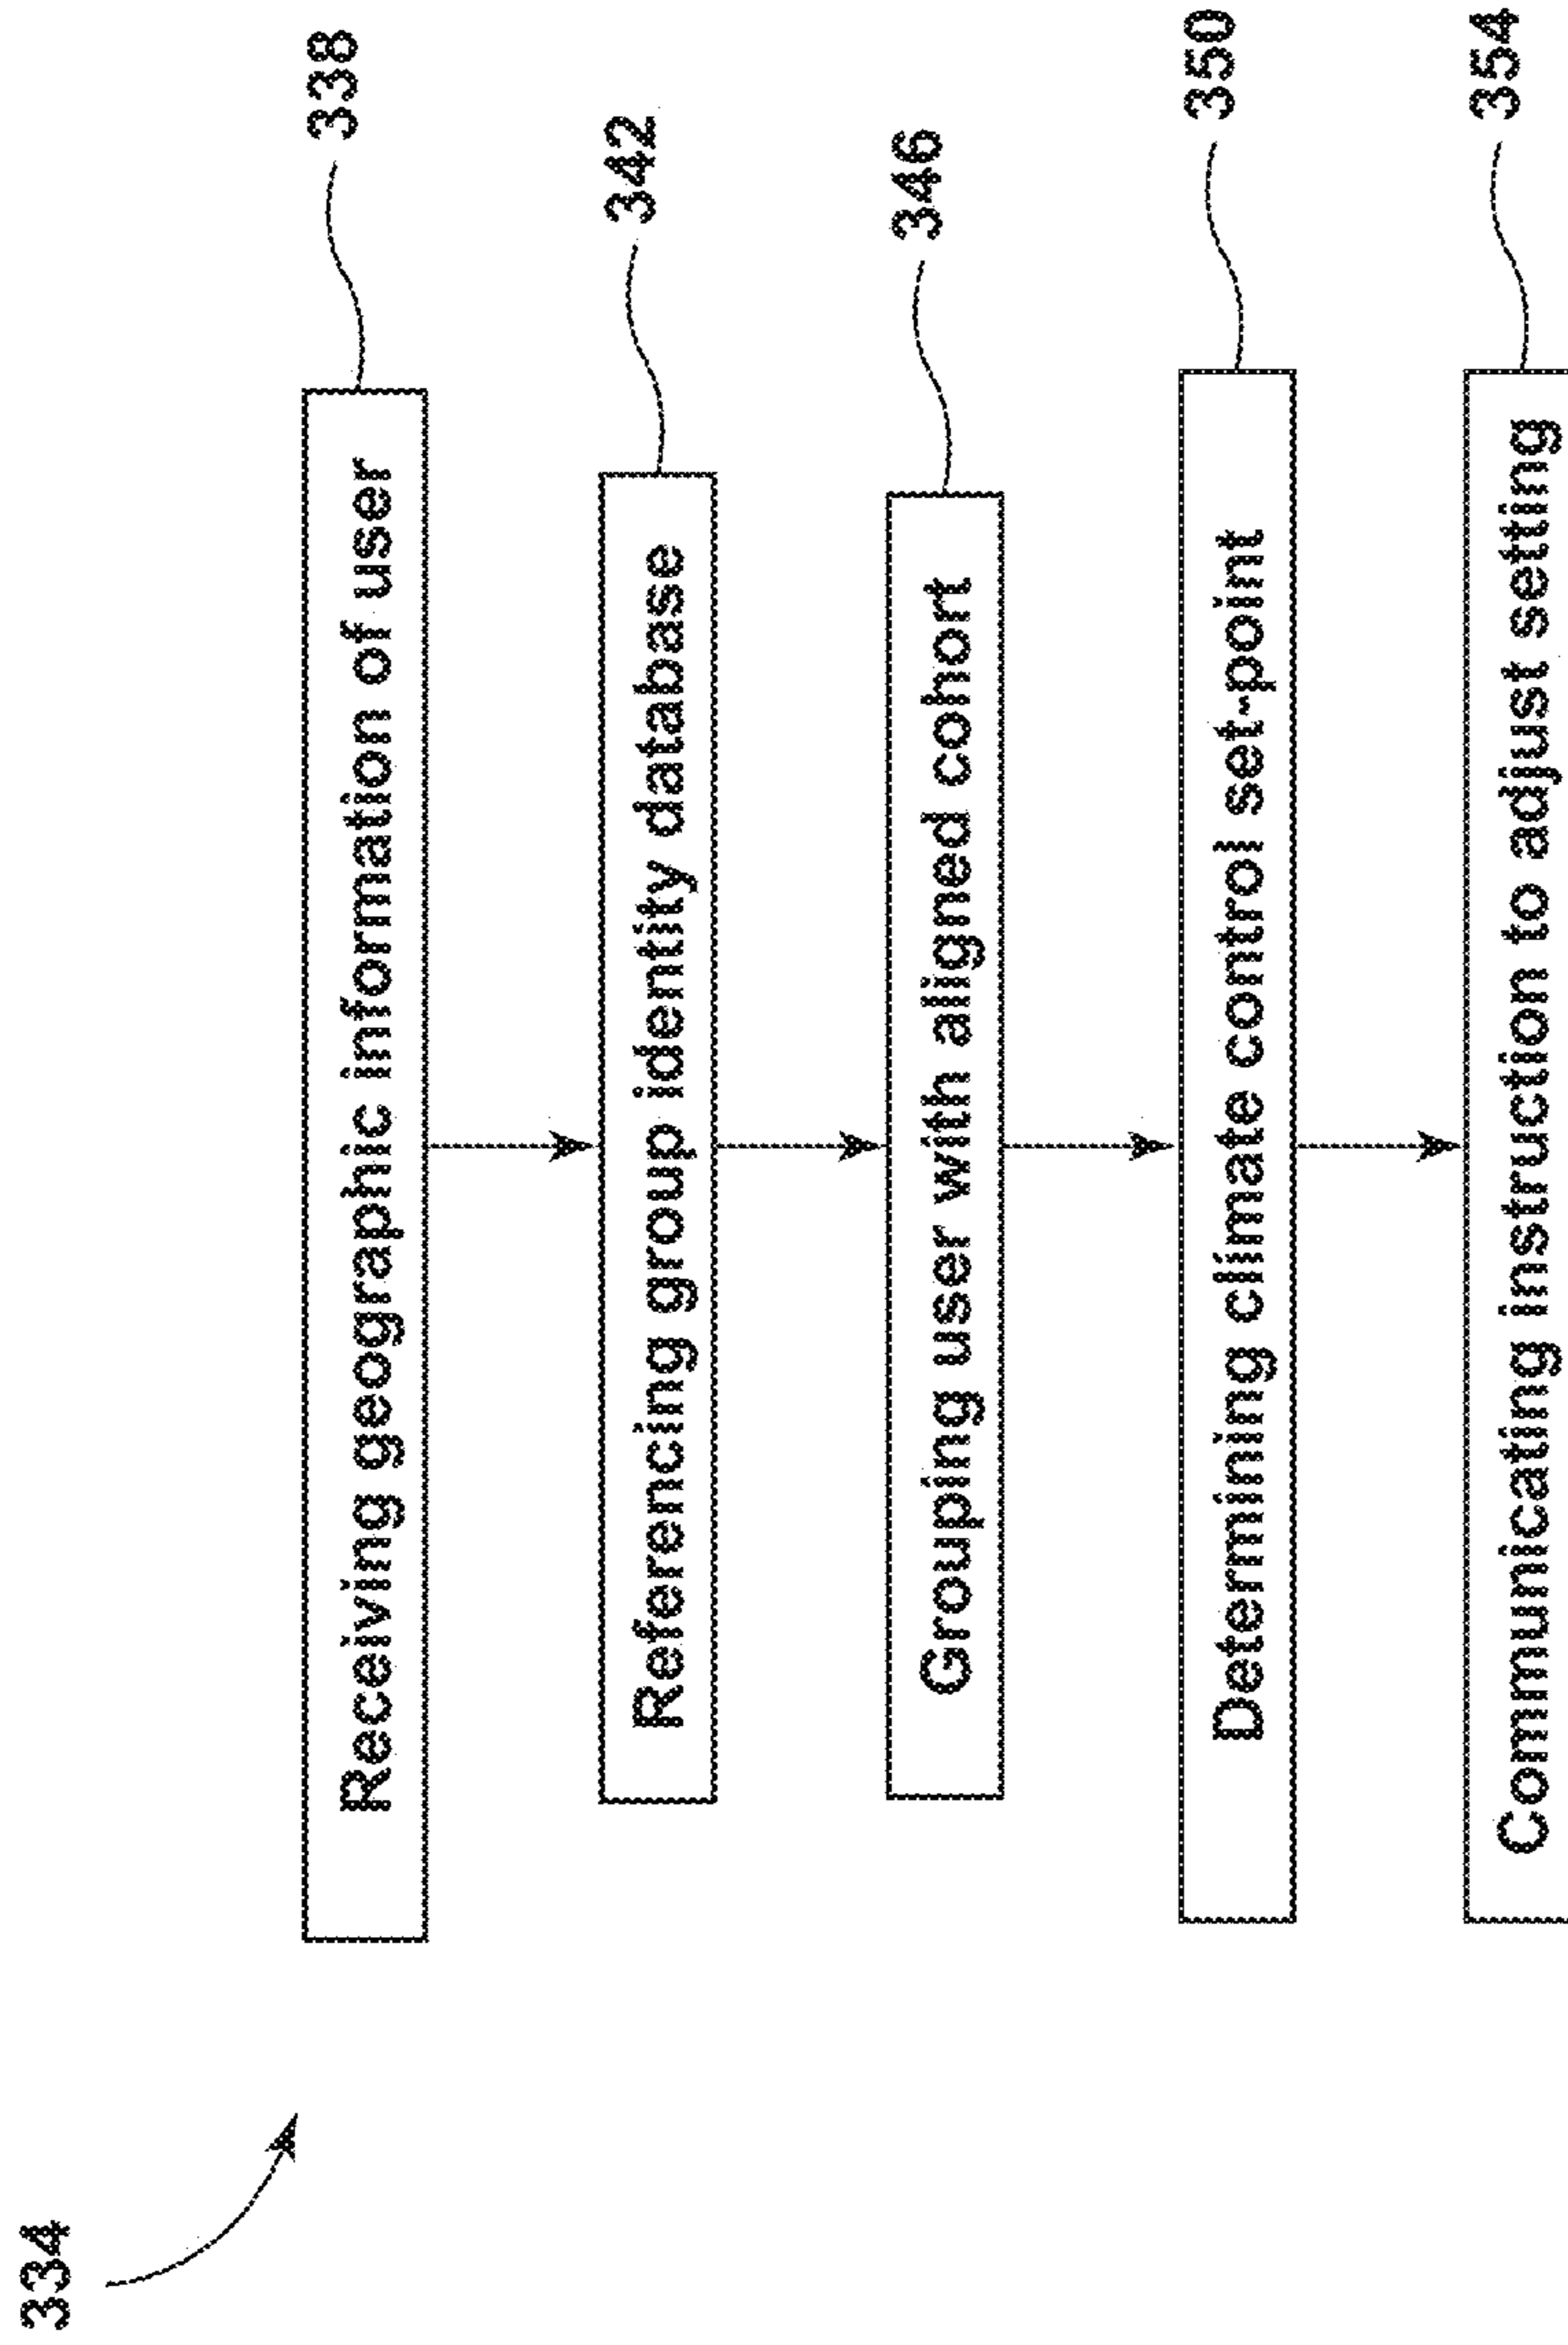 334
Receiving geographic information of user
338
Referencing group identity database
342
Grouping user with aligned cohort
346
Determining climate control set-point
350
Communicating instruction to adjust setting
354